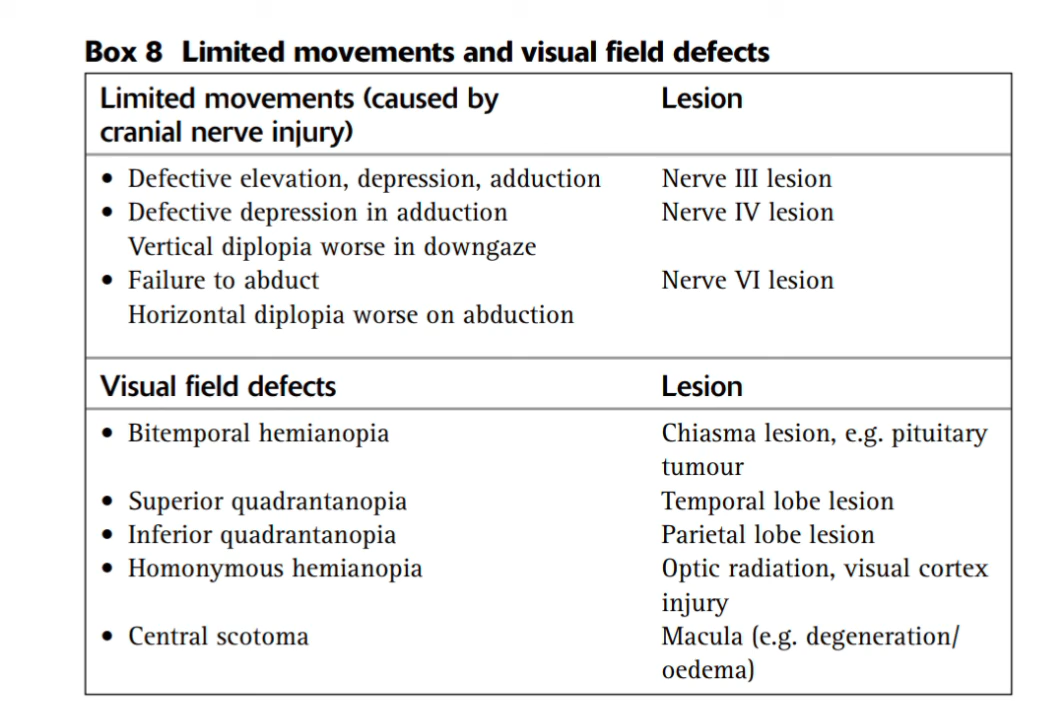 Box 8 Limited movements and visual field defects
Limited movements (caused by Lesion
cranial nerve injury)
• Defective elevation, depression, adduction Nerve III lesion
• Defective depression in adduction Nerve IV lesion
Vertical diplopia worse in downgaze
• Failure to abduct Nerve VI lesion
Horizontal diplopia worse on abduction
Visual field defects Lesion
• Bitemporal hemianopia Chiasma lesion, e.g. pituitary
tumour
• Superior quadrantanopia Temporal lobe lesion
• Inferior quadrantanopia Parietal lobe lesion
• Homonymous hemianopia Optic radiation, visual cortex
injury
• Central scotoma Macula (e.g. degeneration/
oedema)